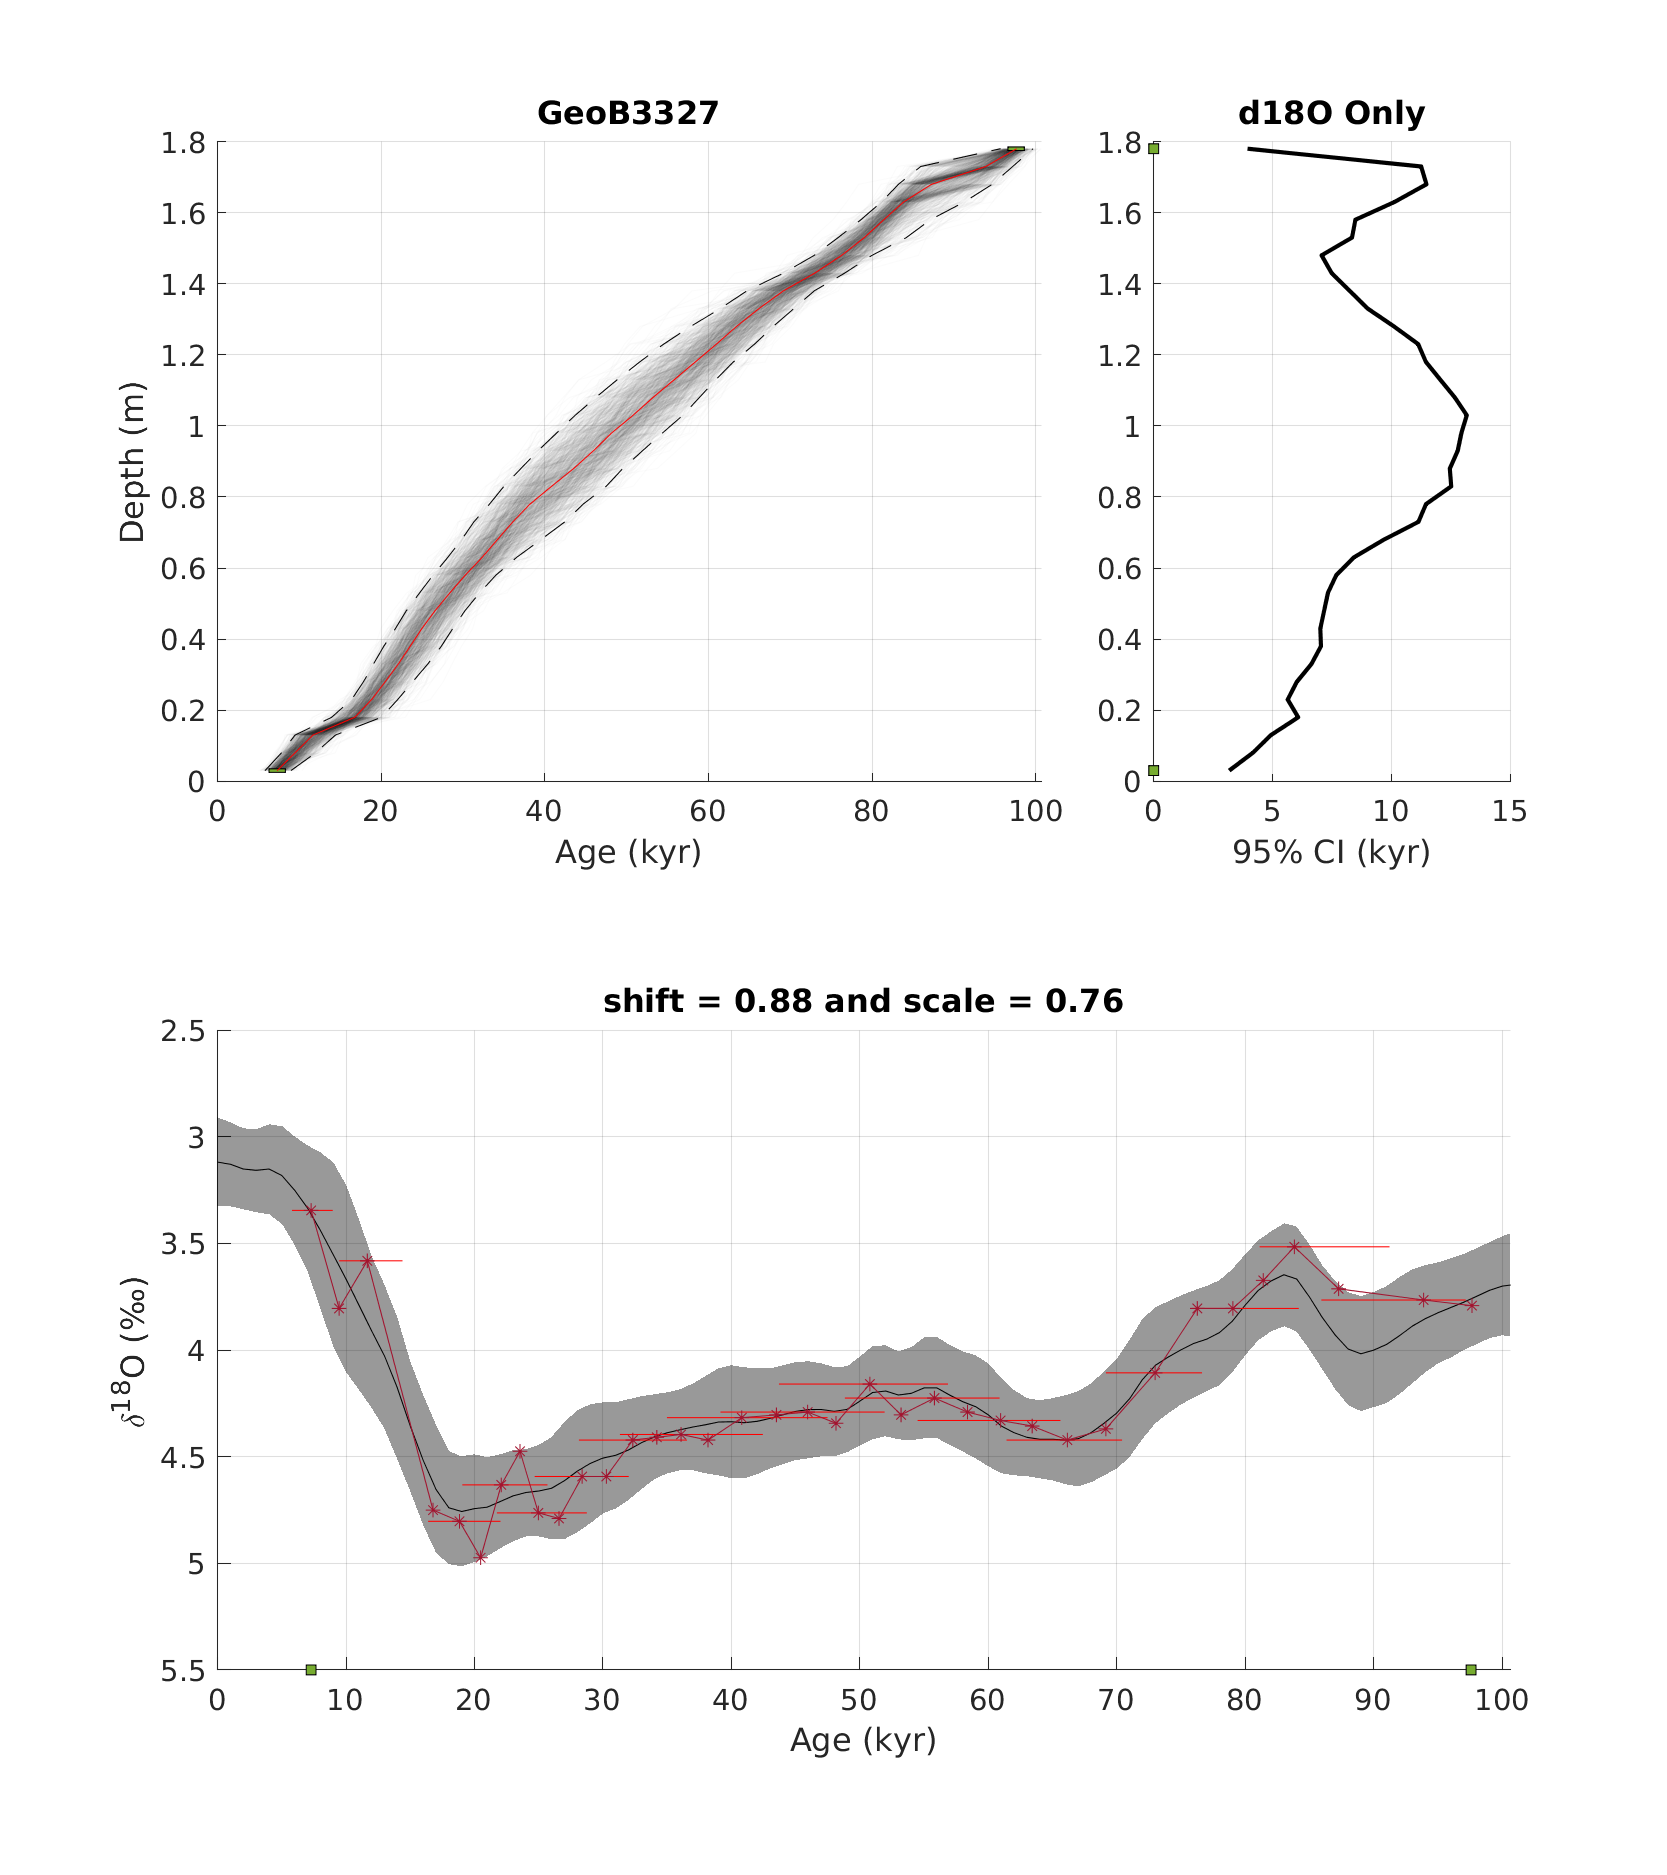 GeoB3327
d18O Only
1.8
1.6
1.4
1.2
1
0.8
0.6
0.4
0.2
0
Depth (m)
0 20 40 60 80 100
Age (kyr)
1.8
1.6
1.4
1.2
1
0.8
0.6
0.4
0.2
0
0 5 10 15
95% CI (kyr)
shift = 0.88 and scale = 0.76
2.5
3
3.5
4
4.5
5
5.5
δ18O (‰)
0 10 20 30 40 50 60 70 80 90 100
Age (kyr)